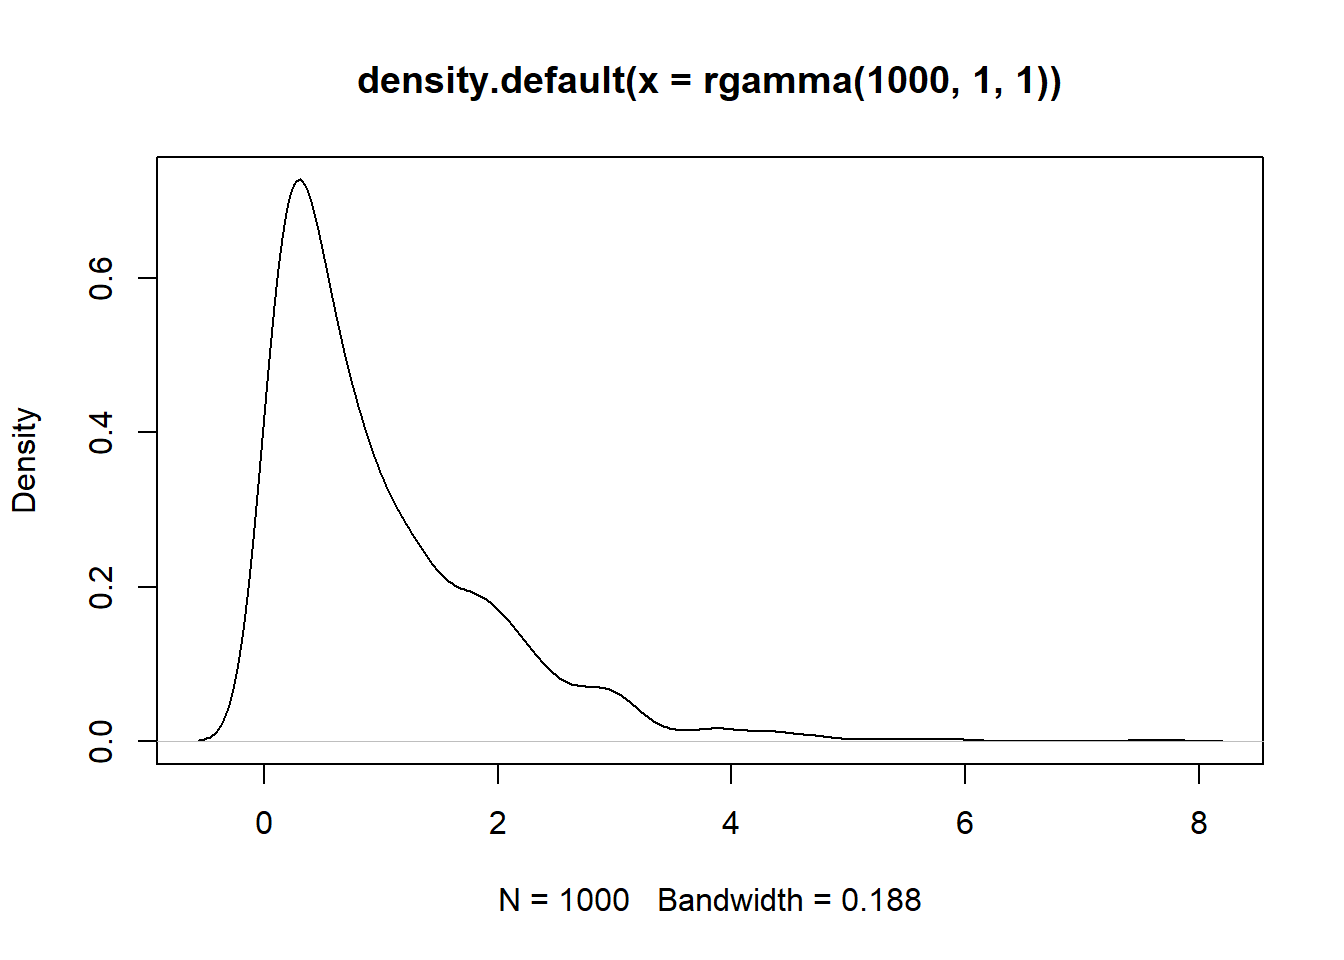 density.default(x = rgamma(1000, 1, 1))
Density
0.6
0.4
0.2
0.0
0 2 4 6 8
N = 1000 Bandwidth = 0.188